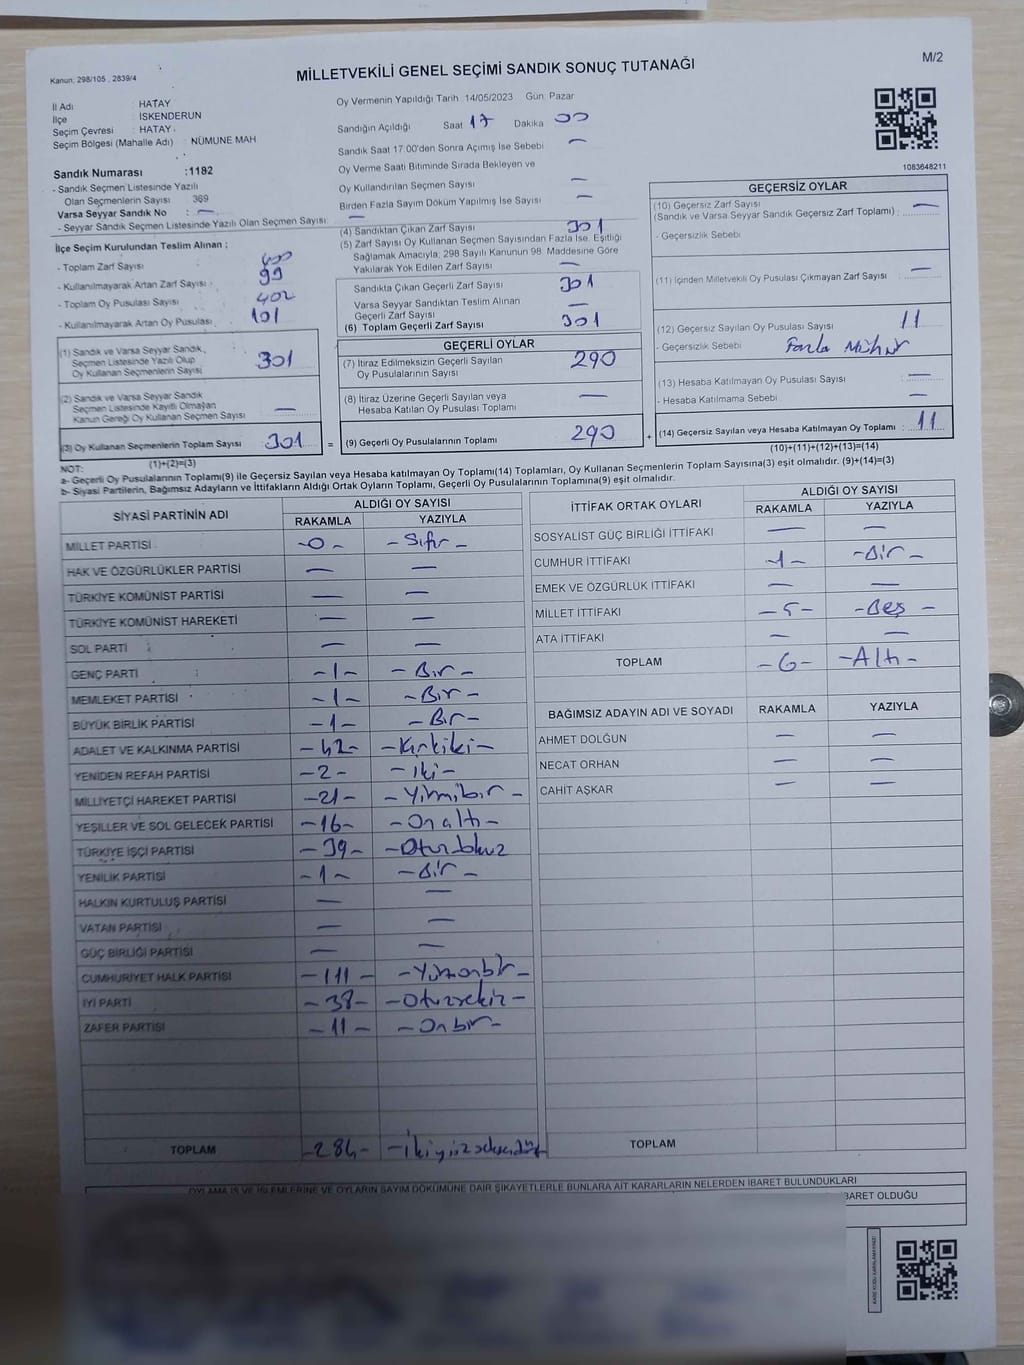 M/2
Kanun: 298/105 , 2839/4
MİLLETVEKİLİ GENEL SEÇİMİ SANDIK SONUÇ TUTANAĞI
İl Adı : HATAY
İlçe : İSKENDERUN
Seçim Çevresi : HATAY
Seçim Bölgesi (Mahalle Adı) : NUMUNE MAH
Sandık Numarası :1182
- Sandık Seçmen Listesinde Yazılı
Olan Seçmenlerin Sayısı : 369
Varsa Seyyar Sandık No : —
- Seyyar Sandık Seçmen Listesinde Yazılı Olan Seçmen Sayısı: —
İlçe Seçim Kurulundan Teslim Alınan ;
- Toplam Zarf Sayısı : 400
- Kullanılmayarak Artan Zarf Sayısı : 99
- Toplam Oy Pusulası Sayısı : 402
- Kullanılmayarak Artan Oy Pusulası : 101
(1) Sandık ve Varsa Seyyar Sandık
Seçmen Listesinde Yazılı Olup
Oy Kullanan Seçmenlerin Sayısı 301
(2) Sandık ve Varsa Seyyar Sandık
Seçmen Listesinde Kayıtlı Olmayan
Kanun Gereği Oy Kullanan Seçmen Sayısı —
(3) Oy Kullanan Seçmenlerin Toplam Sayısı 301 =
(1)+(2)=(3)
Oy Vermenin Yapıldığı Tarih :14/05/2023 Gün: Pazar
Sandığın Açıldığı Saat 17 Dakika 00
Sandık Saat 17:00'den Sonra Açımış İse Sebebi —
Oy Verme Saati Bitiminde Sırada Bekleyen ve
Oy Kullandırılan Seçmen Sayısı —
Birden Fazla Sayım Döküm Yapılmış İse Sayısı —
(4) Sandıktan Çıkan Zarf Sayısı 301
(5) Zarf Sayısı Oy Kullanan Seçmen Sayısından Fazla İse, Eşitliği
Sağlamak Amacıyla, 298 Sayılı Kanunun 98. Maddesine Göre
Yakılarak Yok Edilen Zarf Sayısı —
Sandıkta Çıkan Geçerli Zarf Sayısı 301
Varsa Seyyar Sandıktan Teslim Alınan
Geçerli Zarf Sayısı —
(6) Toplam Geçerli Zarf Sayısı 301
GEÇERLİ OYLAR
(7) İtiraz Edilmeksizin Geçerli Sayılan
Oy Pusulalarının Sayısı 290
(8) İtiraz Üzerine Geçerli Sayılan veya
Hesaba Katılan Oy Pusulası Toplamı —
(9) Geçerli Oy Pusulalarının Toplamı 290 +
1083648211
GEÇERSİZ OYLAR
(10) Geçersiz Zarf Sayısı —
(Sandık ve Varsa Seyyar Sandık Geçersiz Zarf Toplamı) :
- Geçersizlik Sebebi
(11) İçinden Milletvekili Oy Pusulası Çıkmayan Zarf Sayısı —
(12) Geçersiz Sayılan Oy Pusulası Sayısı 11
- Geçersizlik Sebebi Fazla Mühür
(13) Hesaba Katılmayan Oy Pusulası Sayısı —
- Hesaba Katılmama Sebebi —
(14) Geçersiz Sayılan veya Hesaba Katılmayan Oy Toplamı : 11
(10)+(11)+(12)+(13)=(14)
NOT:
a- Geçerli Oy Pusulalarının Toplamı(9) ile Geçersiz Sayılan veya Hesaba katılmayan Oy Toplamı(14) Toplamları, Oy Kullanan Seçmenlerin Toplam Sayısına(3) eşit olmalıdır. (9)+(14)=(3)
b- Siyasi Partilerin, Bağımsız Adayların ve İttifakların Aldığı Ortak Oyların Toplamı, Geçerli Oy Pusulalarının Toplamına(9) eşit olmalıdır.
SİYASİ PARTİNİN ADI ALDIĞI OY SAYISI
RAKAMLA YAZIYLA
MİLLET PARTİSİ -0- -Sıfır-
HAK VE ÖZGÜRLÜKLER PARTİSİ — —
TÜRKİYE KOMÜNİST PARTİSİ — —
TÜRKİYE KOMÜNİST HAREKETİ — —
SOL PARTİ — —
GENÇ PARTİ -1- -Bir-
MEMLEKET PARTİSİ -1- -Bir-
BÜYÜK BİRLİK PARTİSİ -1- -Bir-
ADALET VE KALKINMA PARTİSİ -42- -Kırkiki-
YENİDEN REFAH PARTİSİ -2- -iki-
MİLLİYETÇİ HAREKET PARTİSİ -21- -Yirmibir-
YEŞİLLER VE SOL GELECEK PARTİSİ -16- -Onaltı-
TÜRKİYE İŞÇİ PARTİSİ -39- -Otuzdokuz
YENİLİK PARTİSİ -1- -Bir-
HALKIN KURTULUŞ PARTİSİ — —
VATAN PARTİSİ — —
GÜÇ BİRLİĞİ PARTİSİ — —
CUMHURİYET HALK PARTİSİ -111- -Yüzonbir-
İYİ PARTİ -38- -Otuzsekiz-
ZAFER PARTİSİ -11- -Onbir-
TOPLAM -284- -İkiyüzseksendört
İTTİFAK ORTAK OYLARI ALDIĞI OY SAYISI
RAKAMLA YAZIYLA
SOSYALİST GÜÇ BİRLİĞİ İTTİFAKI — —
CUMHUR İTTİFAKI -1- -Bir-
EMEK VE ÖZGÜRLÜK İTTİFAKI — —
MİLLET İTTİFAKI -5- -Beş-
ATA İTTİFAKI — —
TOPLAM -6- -Altı-
BAĞIMSIZ ADAYIN ADI VE SOYADI RAKAMLA YAZIYLA
AHMET DOLĞUN — —
NECAT ORHAN — —
CAHİT AŞKAR — —
TOPLAM
OYLAMA İŞ VE İŞLEMLERİNE VE OYLARIN SAYIM DÖKÜMÜNE DAİR ŞİKAYETLERLE BUNLARA AİT KARARLARIN NELERDEN İBARET BULUNDUKLARI
BARET OLDUĞU